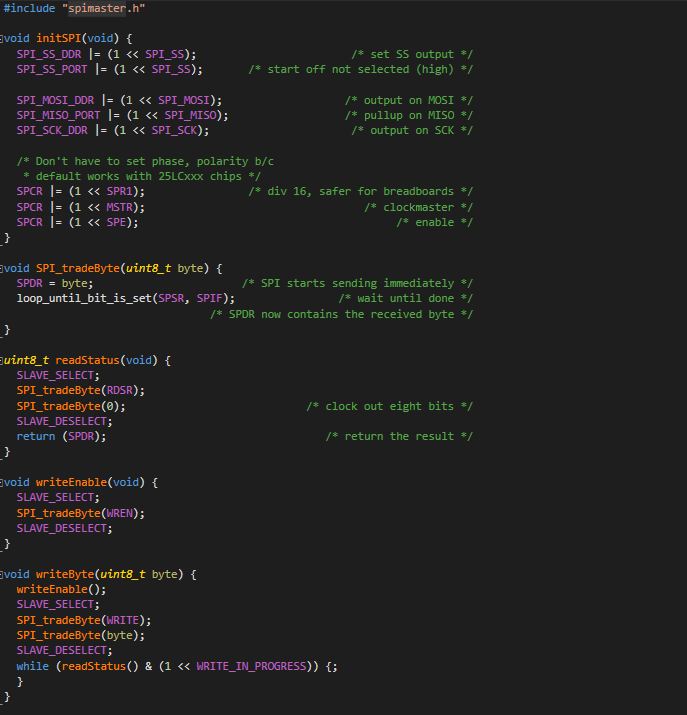 #include "spimaster.h"
void initSPI(void) {
SPI_SS_DDR |= (1 << SPI_SS); /* set SS output */
SPI_SS_PORT |= (1 << SPI_SS); /* start off not selected (high) */
SPI_MOSI_DDR |= (1 << SPI_MOSI); /* output on MOSI */
SPI_MISO_PORT |= (1 << SPI_MISO); /* pullup on MISO */
SPI_SCK_DDR |= (1 << SPI_SCK); /* output on SCK */
/* Don't have to set phase, polarity b/c
* default works with 25LCxxx chips */
SPCR |= (1 << SPR1); /* div 16, safer for breadboards */
SPCR |= (1 << MSTR); /* clockmaster */
SPCR |= (1 << SPE); /* enable */
}
void SPI_tradeByte(uint8_t byte) {
SPDR = byte; /* SPI starts sending immediately */
loop_until_bit_is_set(SPSR, SPIF); /* wait until done */
/* SPDR now contains the received byte */
}
uint8_t readStatus(void) {
SLAVE_SELECT;
SPI_tradeByte(RDSR);
SPI_tradeByte(0); /* clock out eight bits */
SLAVE_DESELECT;
return (SPDR); /* return the result */
}
void writeEnable(void) {
SLAVE_SELECT;
SPI_tradeByte(WREN);
SLAVE_DESELECT;
}
void writeByte(uint8_t byte) {
writeEnable();
SLAVE_SELECT;
SPI_tradeByte(WRITE);
SPI_tradeByte(byte);
SLAVE_DESELECT;
while (readStatus() & (1 << WRITE_IN_PROGRESS)) {;
}
}